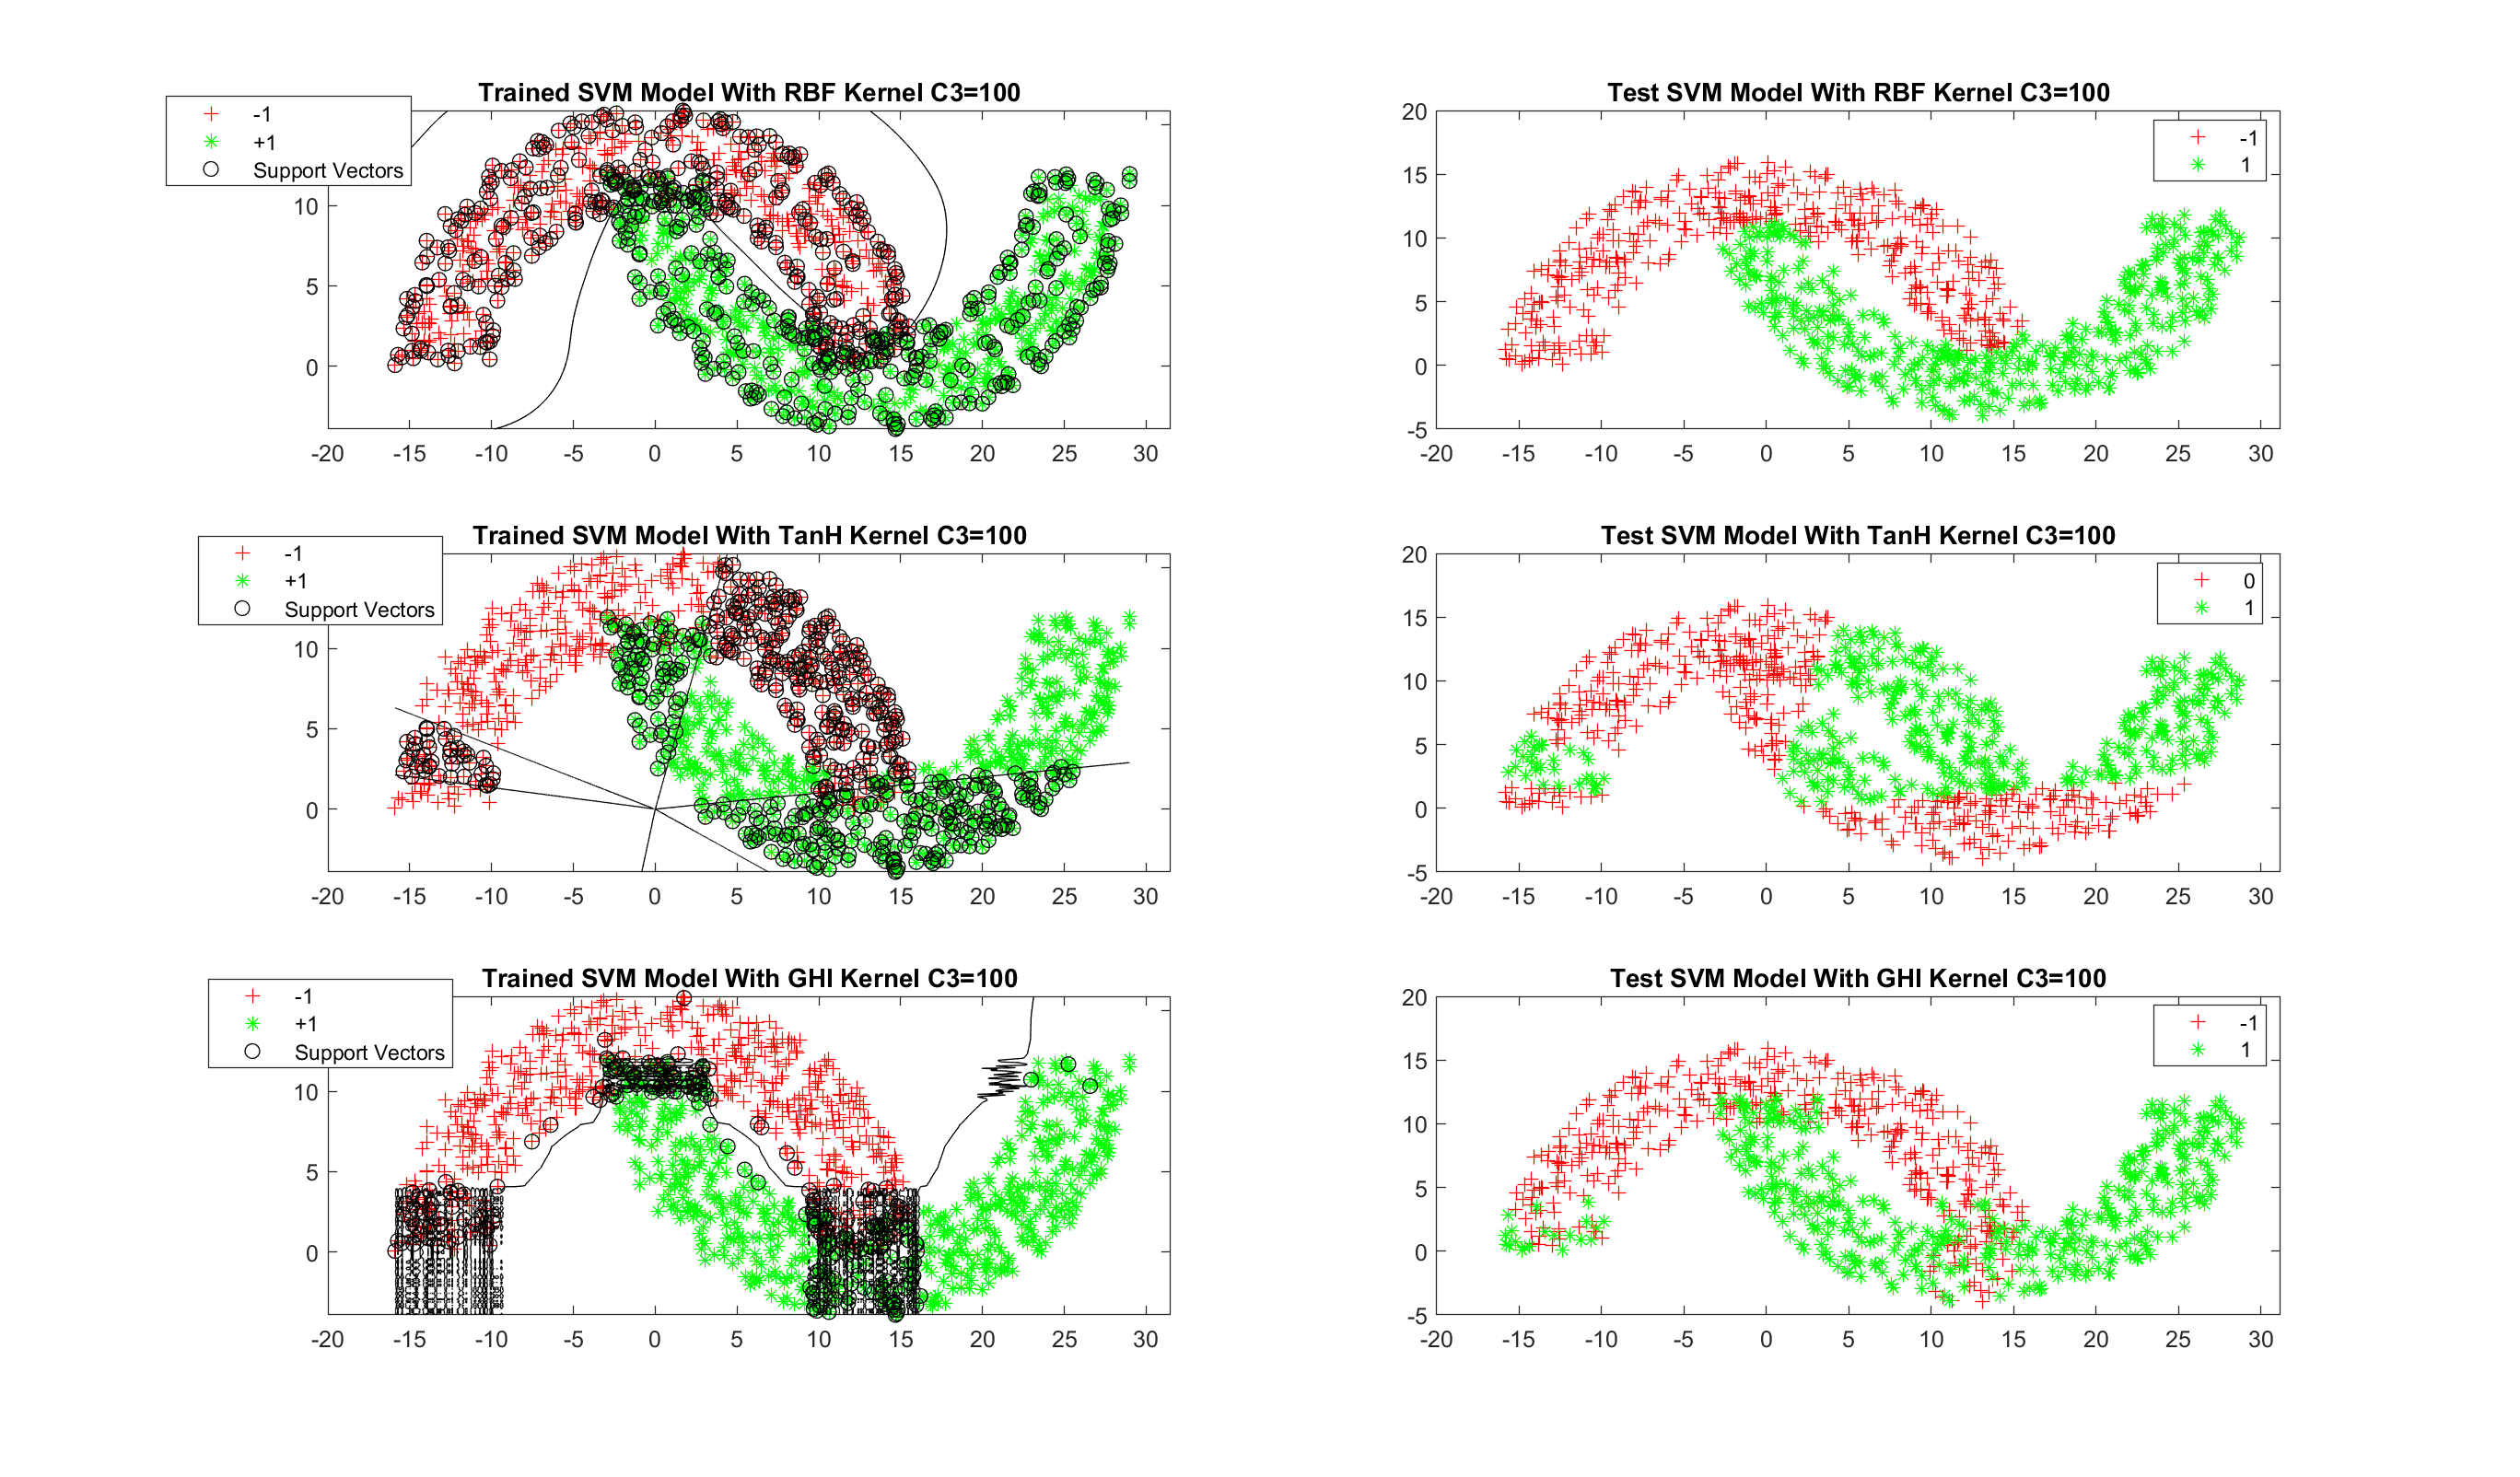 Trained SVM Model With RBF Kernel C3=100
-1
+1
Support Vectors
10
5
0
-20 -15 -10 -5 0 5 10 15 20 25 30
Test SVM Model With RBF Kernel C3=100
-1
1
20
15
10
5
0
-5
-20 -15 -10 -5 0 5 10 15 20 25 30
Trained SVM Model With TanH Kernel C3=100
-1
+1
Support Vectors
10
5
0
-20 -15 -10 -5 0 5 10 15 20 25 30
Test SVM Model With TanH Kernel C3=100
0
1
20
15
10
5
0
-5
-20 -15 -10 -5 0 5 10 15 20 25 30
Trained SVM Model With GHI Kernel C3=100
-1
+1
Support Vectors
10
5
0
-20 -15 -10 -5 0 5 10 15 20 25 30
Test SVM Model With GHI Kernel C3=100
-1
1
20
15
10
5
0
-5
-20 -15 -10 -5 0 5 10 15 20 25 30